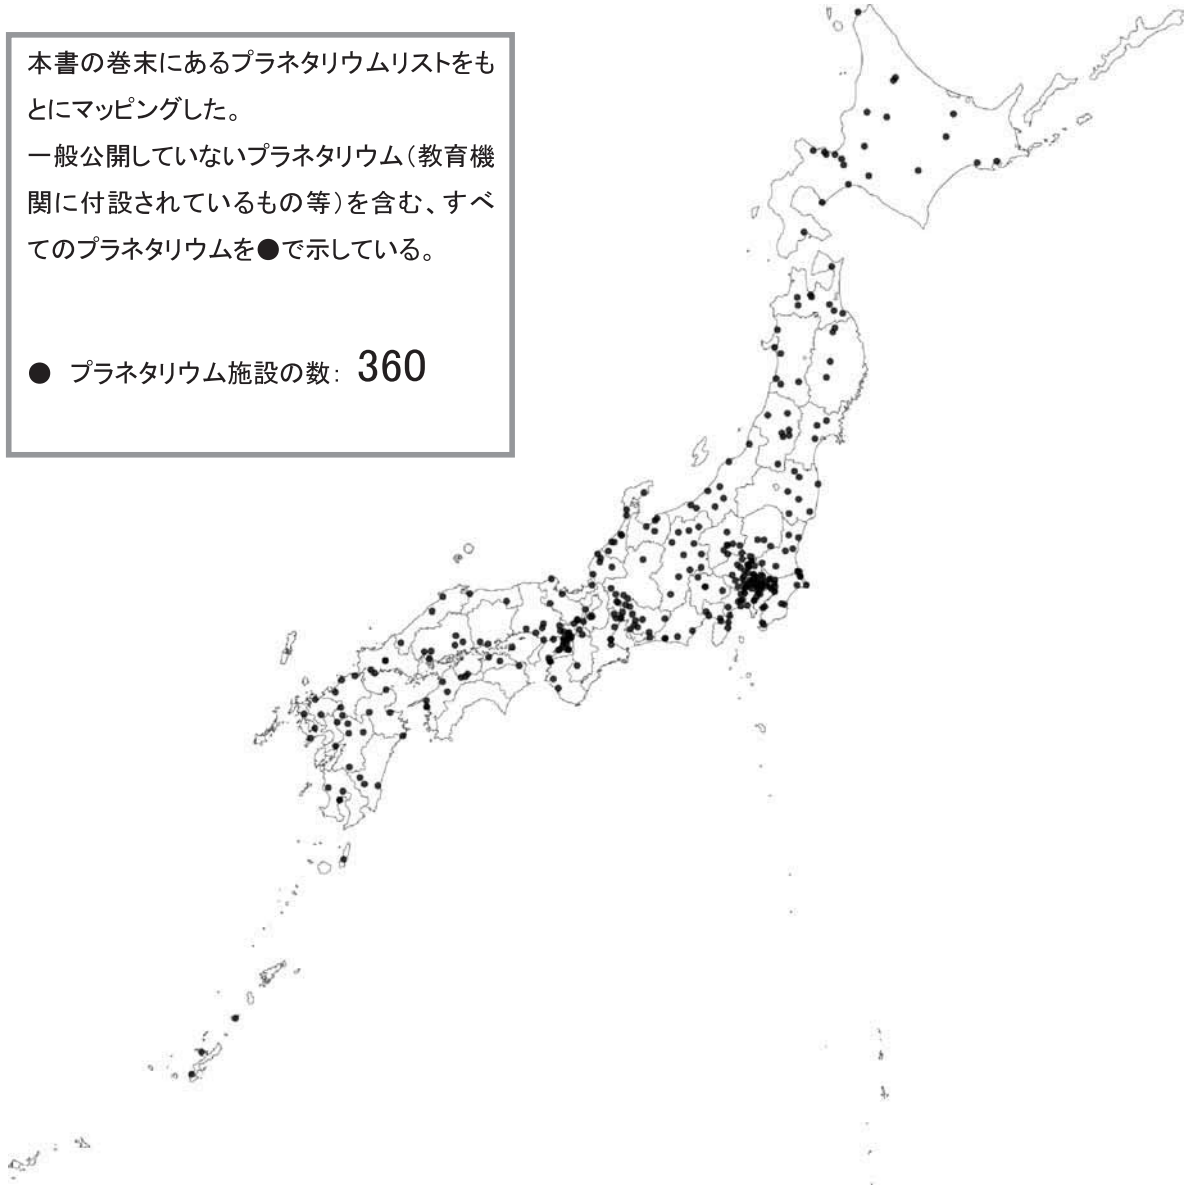 本書の巻末にあるプラネタリウムリストをも
とにマッピングした。
一般公開していないプラネタリウム（教育機
関に付設されているもの等）を含む、すべ
てのプラネタリウムを●で示している。
● プラネタリウム施設の数： 360